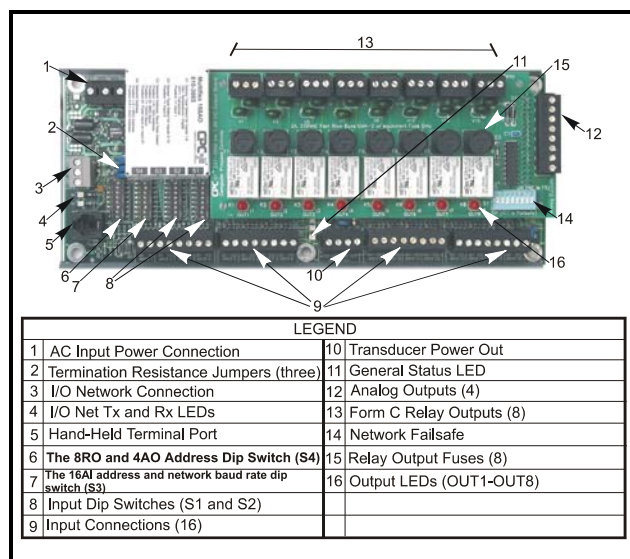 13
11
15
1
12
2
3
4
5
14
CPC
S4
S3
S2
S1
6
7
8
10
9
16
LEGEND
1 AC Input Power Connection
10 Transducer Power Out
2 Termination Resistance Jumpers (three)
11 General Status LED
3 I/O Network Connection
12 Analog Outputs (4)
4 I/O Net Tx and Rx LEDs
13 Form C Relay Outputs (8)
5 Hand-Held Terminal Port
14 Network Failsafe
6 The 8RO and 4AO Address Dip Switch (S4)
15 Relay Output Fuses (8)
7 The 16AI address and network baud rate dip
switch (S3)
16 Output LEDs (OUT1-OUT8)
8 Input Dip Switches (S1 and S2)
9 Input Connections (16)